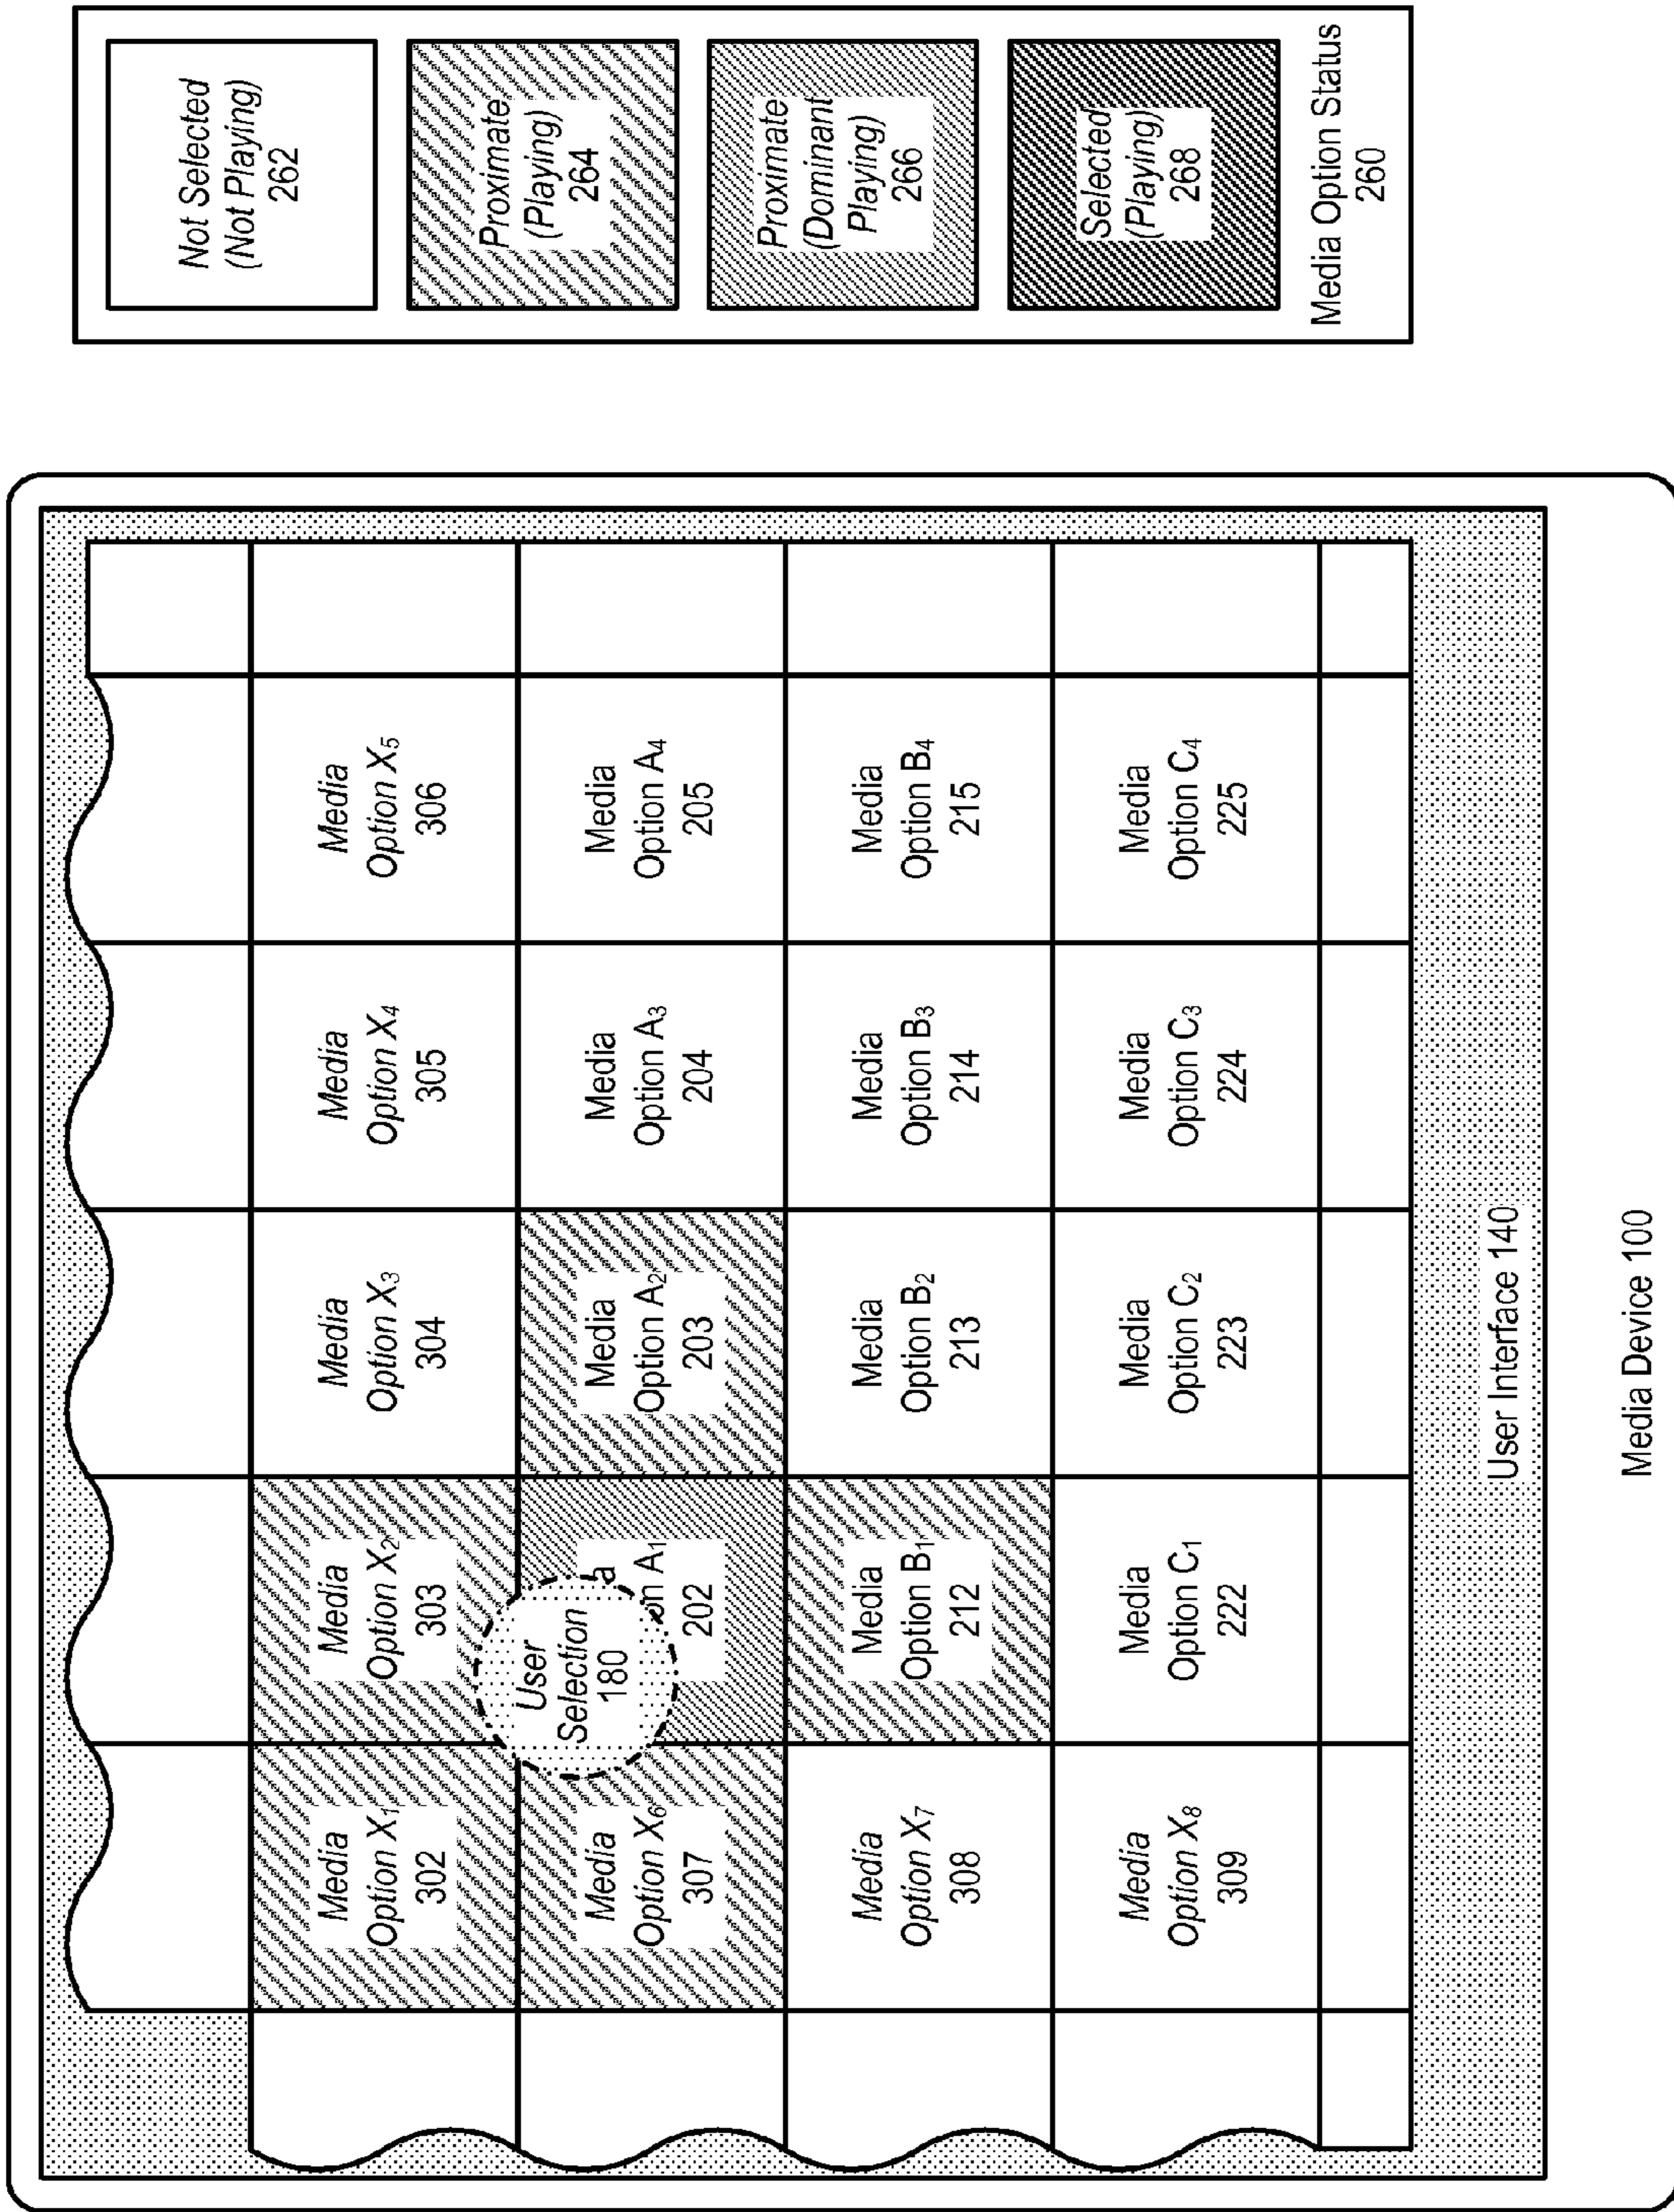 Media
Option X₁
302
Media
Option X₂
303
Media
Option X₃
304
Media
Option X₄
305
Media
Option X₅
306
Media
Option X₆
307
User
Selection
180
a
on A₁
202
Media
Option A₂
203
Media
Option A₃
204
Media
Option A₄
205
Media
Option X₇
308
Media
Option B₁
212
Media
Option B₂
213
Media
Option B₃
214
Media
Option B₄
215
Media
Option X₈
309
Media
Option C₁
222
Media
Option C₂
223
Media
Option C₃
224
Media
Option C₄
225
User Interface 140
Media Device 100
Proximate
(Playing)
264
Proximate
(Dominant
Playing)
266
Selected
(Playing)
268
Not Selected
(Not Playing)
262
Media Option Status
260